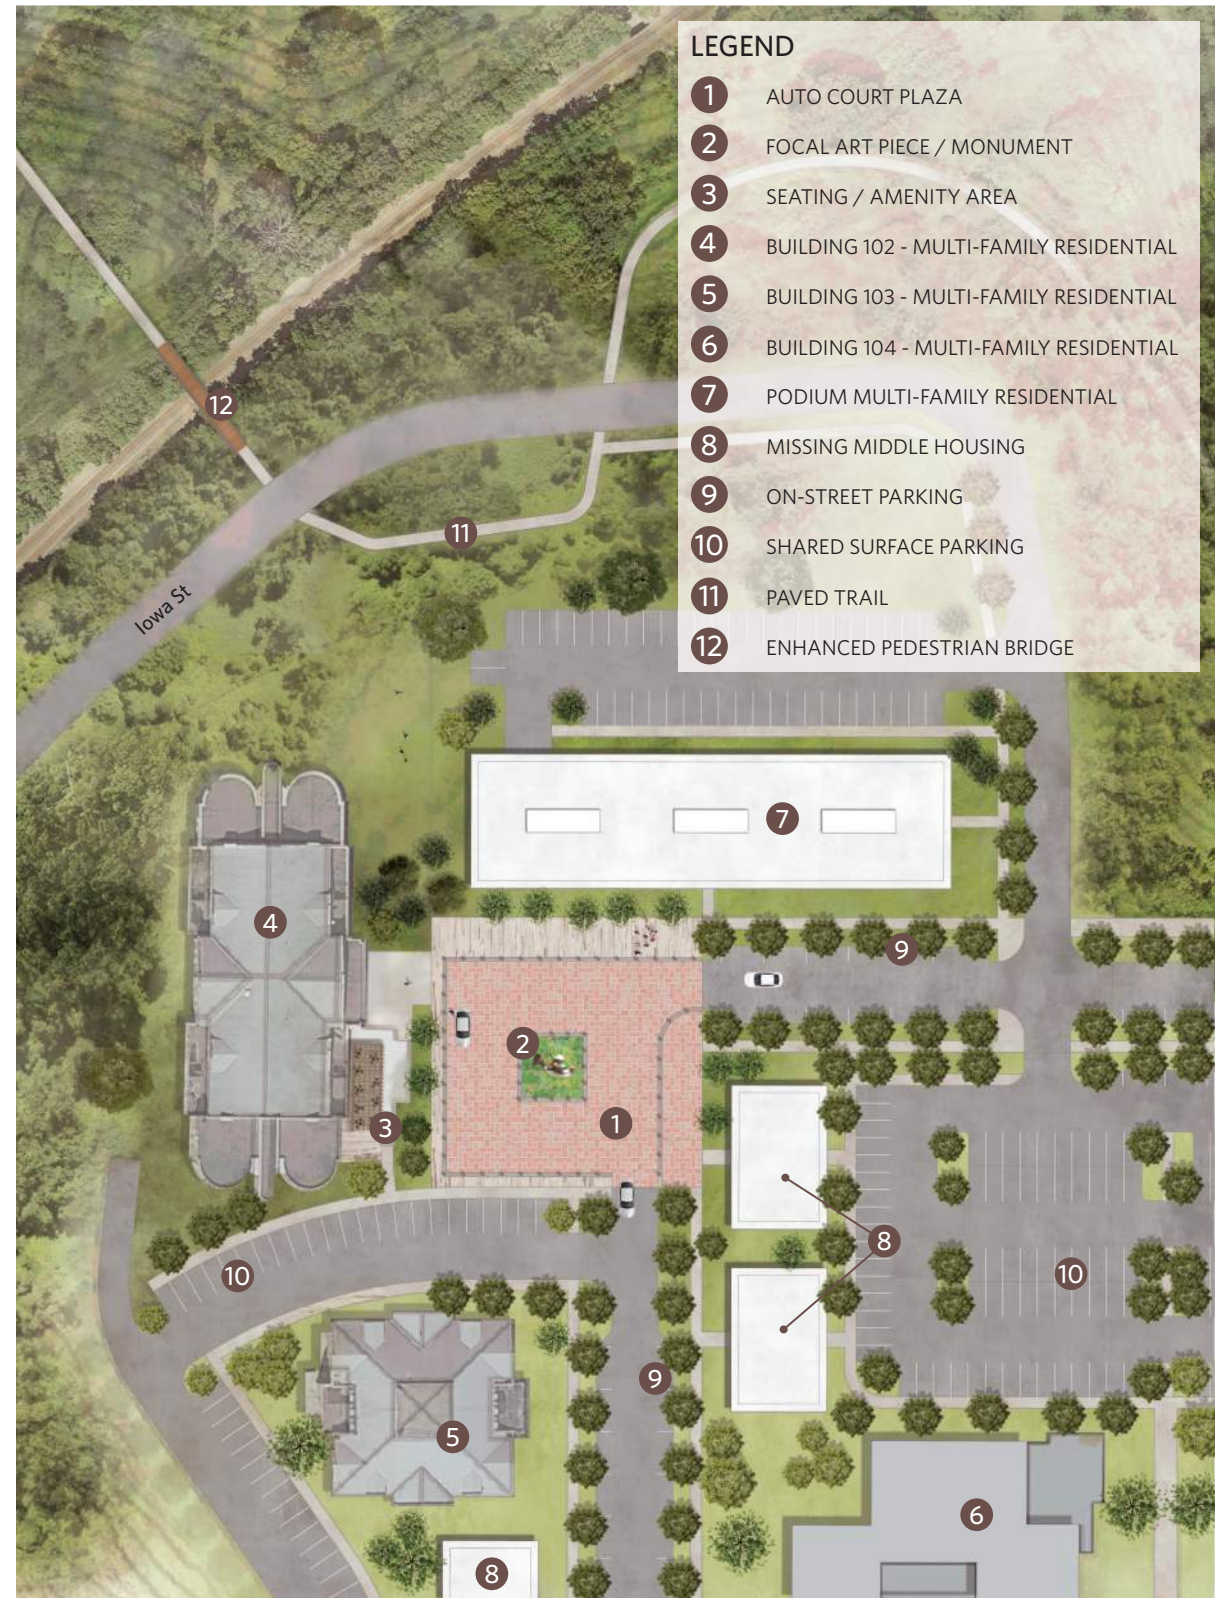 LEGEND
1 AUTO COURT PLAZA
2 FOCAL ART PIECE / MONUMENT
3 SEATING / AMENITY AREA
4 BUILDING 102 - MULTI-FAMILY RESIDENTIAL
5 BUILDING 103 - MULTI-FAMILY RESIDENTIAL
6 BUILDING 104 - MULTI-FAMILY RESIDENTIAL
7 PODIUM MULTI-FAMILY RESIDENTIAL
8 MISSING MIDDLE HOUSING
9 ON-STREET PARKING
10 SHARED SURFACE PARKING
11 PAVED TRAIL
12 ENHANCED PEDESTRIAN BRIDGE
12
11
Iowa St
7
4
9
2
3
1
8
10
10
9
5
6
8